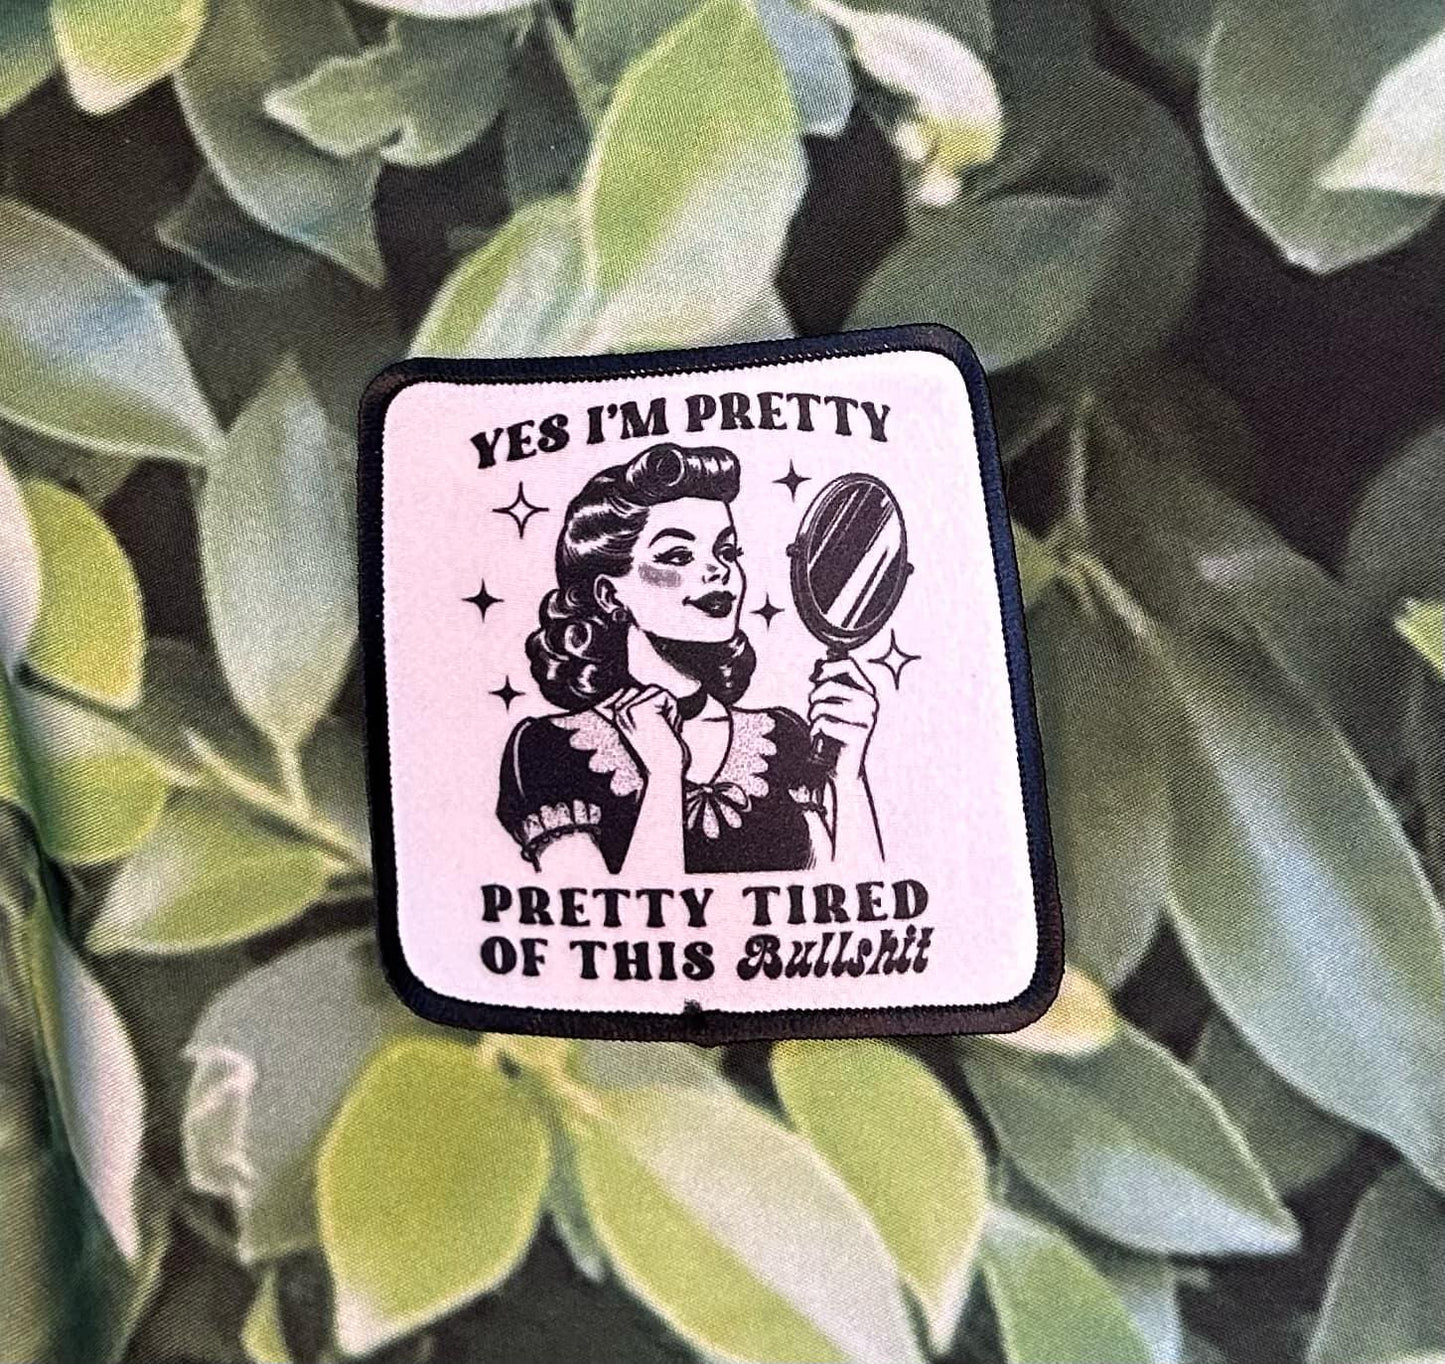 YES I'M PRETTY
PRETTY TIRED
OF THIS Bullshit